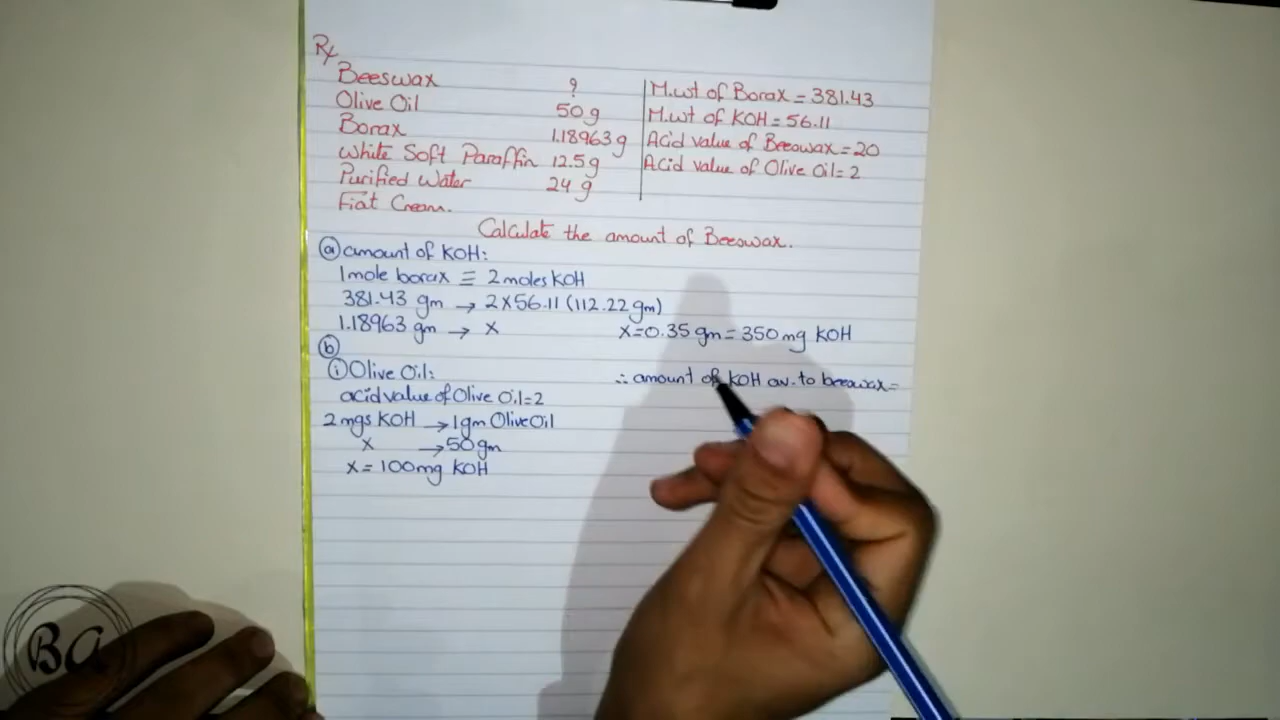 Rx
Beeswax ?
Olive Oil 50 g
Borax 1.18963 g
White Soft Paraffin 12.5 g
Purified Water 24 g
Fiat Cream.
M.wt of Borax = 381.43
M.wt of KOH = 56.11
Acid value of Beeswax = 20
Acid value of Olive Oil = 2
Calculate the amount of Beeswax.
ⓐ amount of KOH:
1 mole borax ≡ 2 moles KOH
381.43 gm → 2 x 56.11 (112.22 gm)
1.18963 gm → x x = 0.35 gm = 350 mg KOH
ⓑ
ⓘ Olive Oil:
acid value of Olive Oil = 2
2 mgs KOH → 1 gm Olive Oil
x → 50 gm
x = 100 mg KOH
∴ amount of KOH av. to beeswax =
BA